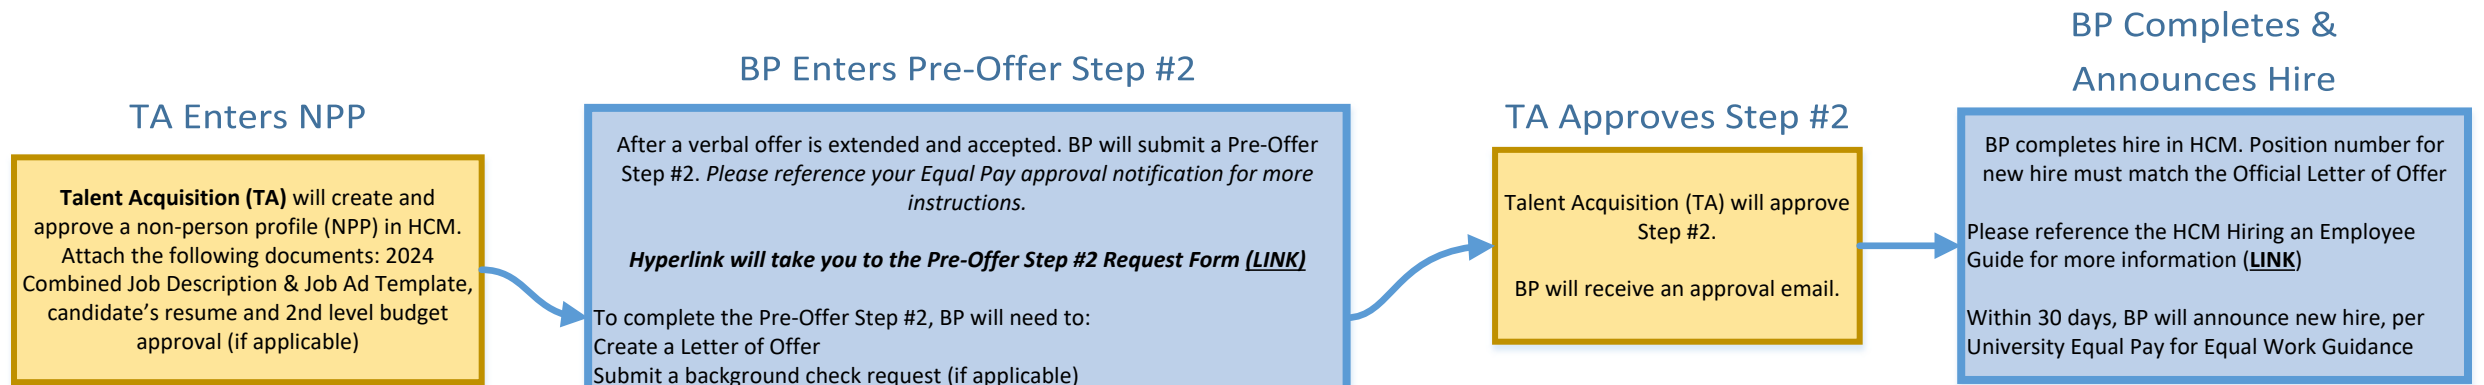 TA Enters NPP
Talent Acquisition (TA) will create and
approve a non-person profile (NPP) in HCM.
Attach the following documents: 2024
Combined Job Description & Job Ad Template,
candidate’s resume and 2nd level budget
approval (if applicable)
BP Enters Pre-Offer Step #2
After a verbal offer is extended and accepted. BP will submit a Pre-Offer
Step #2. Please reference your Equal Pay approval notification for more
instructions.
Hyperlink will take you to the Pre-Offer Step #2 Request Form (LINK)
To complete the Pre-Offer Step #2, BP will need to:
Create a Letter of Offer
Submit a background check request (if applicable)
TA Approves Step #2
Talent Acquisition (TA) will approve
Step #2.
BP will receive an approval email.
BP Completes &
Announces Hire
BP completes hire in HCM. Position number for
new hire must match the Official Letter of Offer
Please reference the HCM Hiring an Employee
Guide for more information (LINK)
Within 30 days, BP will announce new hire, per
University Equal Pay for Equal Work Guidance